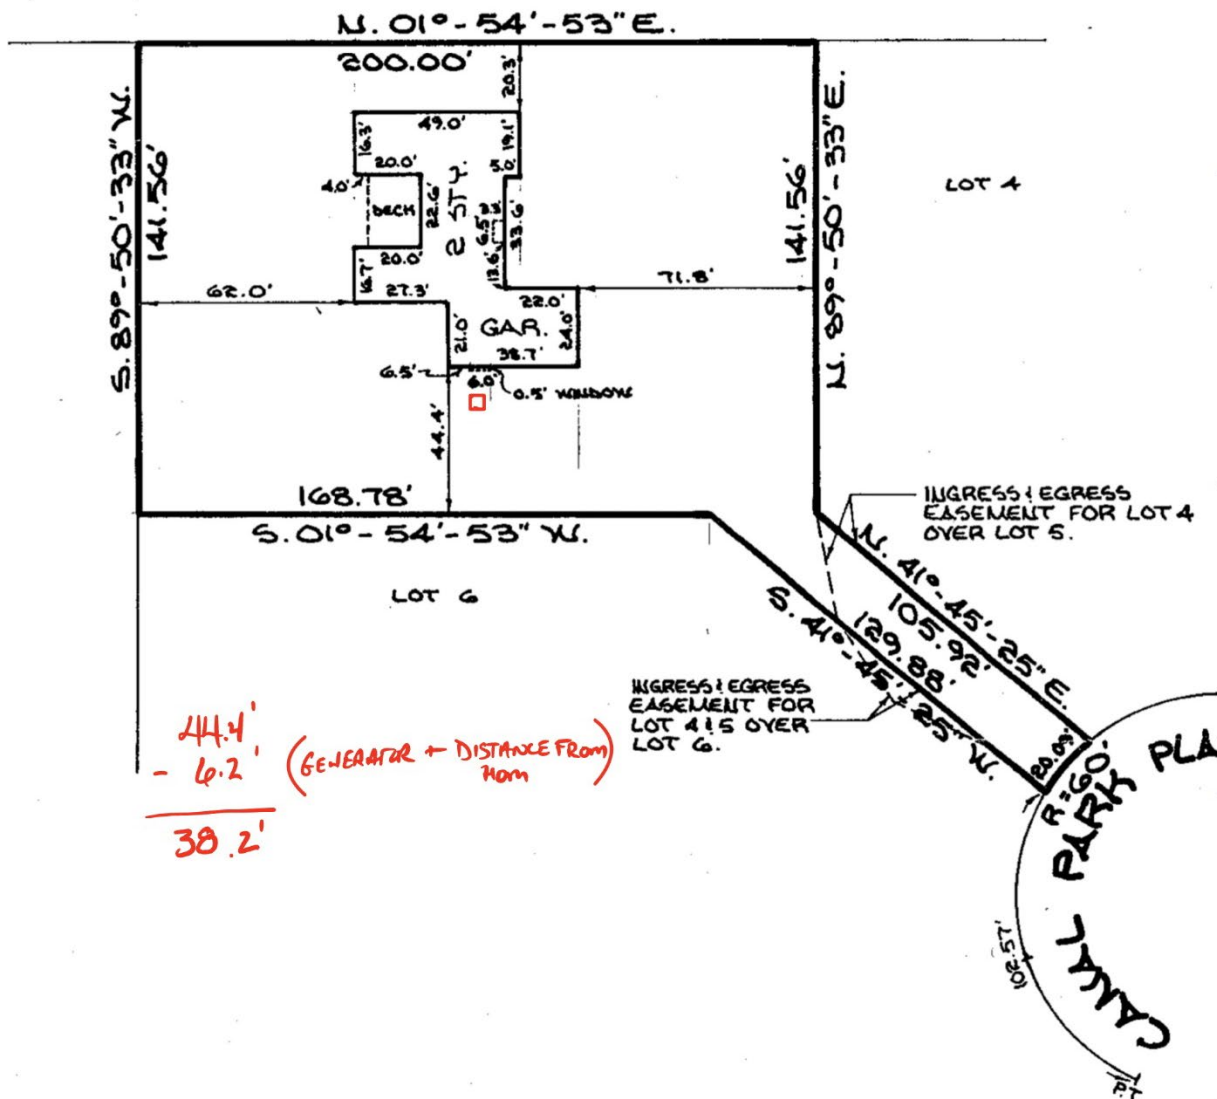 N. 01°-54'-53" E.
200.00'
20.3'
S. 89°-50'-33" W.
141.56'
N. 89°-50'-33" E.
141.56'
LOT 4
49.0'
16.3'
19.1'
20.0'
5.0'
4.0'
DECK
22.6'
2 STY.
6.5'
33.6'
20.0'
13.6'
16.7'
62.0'
27.3'
71.8'
22.0'
21.0'
GAR.
24.0'
38.7'
6.5'
6.0'
0.5' WINDOW
44.4'
168.78'
S. 01°-54'-53" W.
INGRESS & EGRESS
EASEMENT FOR LOT 4
OVER LOT 5.
LOT 6
N. 41°-45'-25" E.
105.92'
129.88'
S. 41°-45'-25" W.
INGRESS & EGRESS
EASEMENT FOR
LOT 4 & 5 OVER
LOT 6.
20.09'
R=60'
CANAL PARK PLA
102.57'
P.T
44.4'
- 6.2' (GENERATOR + DISTANCE FROM
Hom)
38.2'